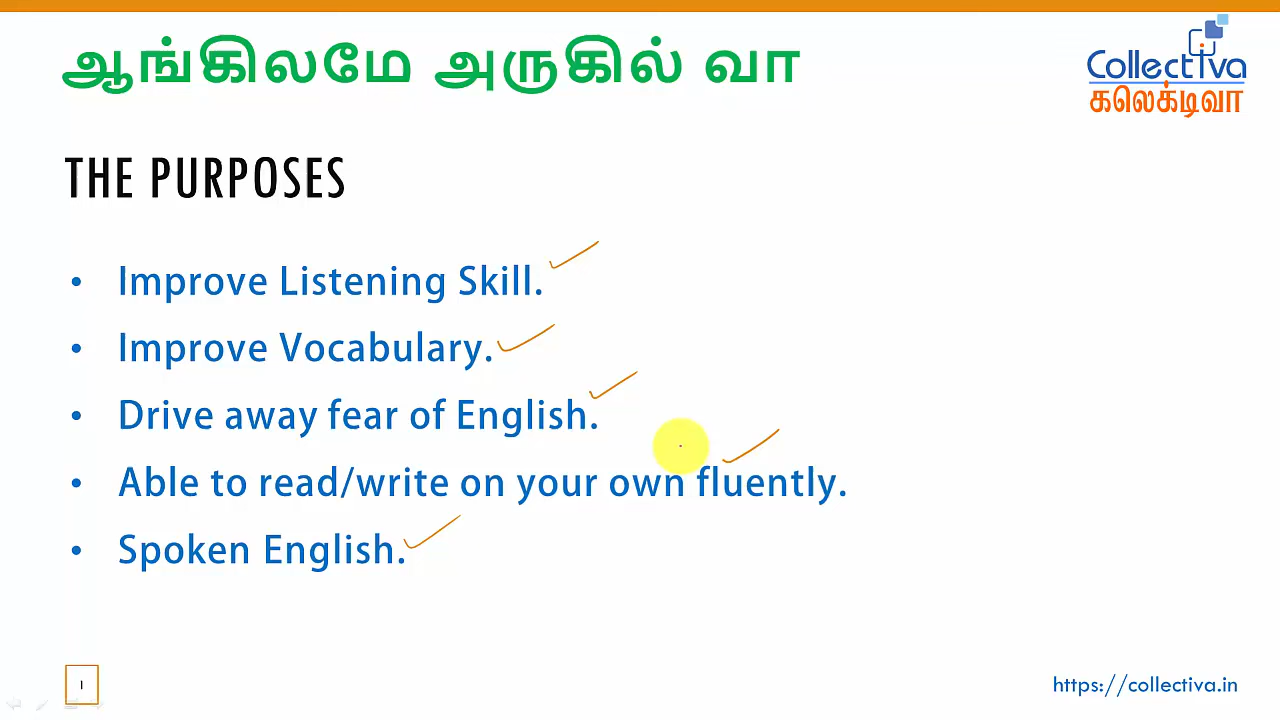 ஆங்கிலமே அருகில் வா
Collectiva
கலெக்டிவா
THE PURPOSES
• Improve Listening Skill.
• Improve Vocabulary.
• Drive away fear of English.
• Able to read/write on your own fluently.
• Spoken English.
1
https://collectiva.in